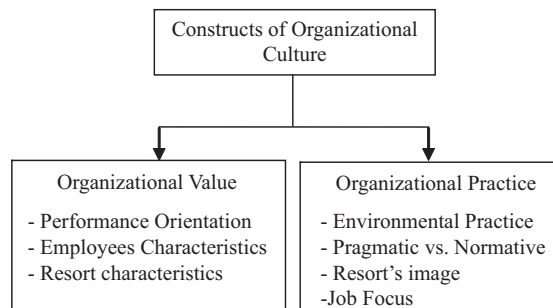 Constructs of Organizational
Culture
Organizational Value
- Performance Orientation
- Employees Characteristics
- Resort characteristics
Organizational Practice
- Environmental Practice
- Pragmatic vs. Normative
- Resort's image
-Job Focus